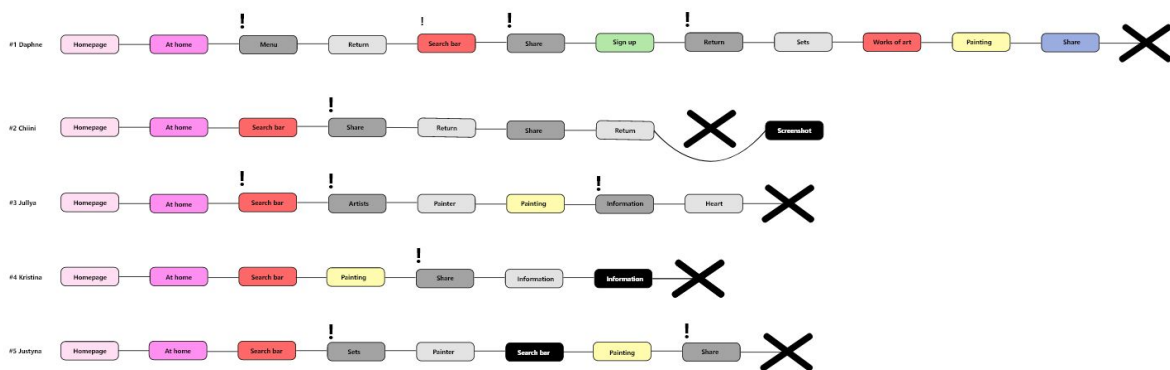 ! ! ! !
#1 Daphne Homepage At home Menu Return Search bar Share Sign up Return Sets Works of art Painting Share
!
#2 Chiini Homepage At home Search bar Share Return Share Return Screenshot
! ! !
#3 Jullya Homepage At home Search bar Artists Painter Painting Information Heart
!
#4 Kristina Homepage At home Search bar Painting Share Information Information
! !
#5 Justyna Homepage At home Search bar Sets Painter Search bar Painting Share